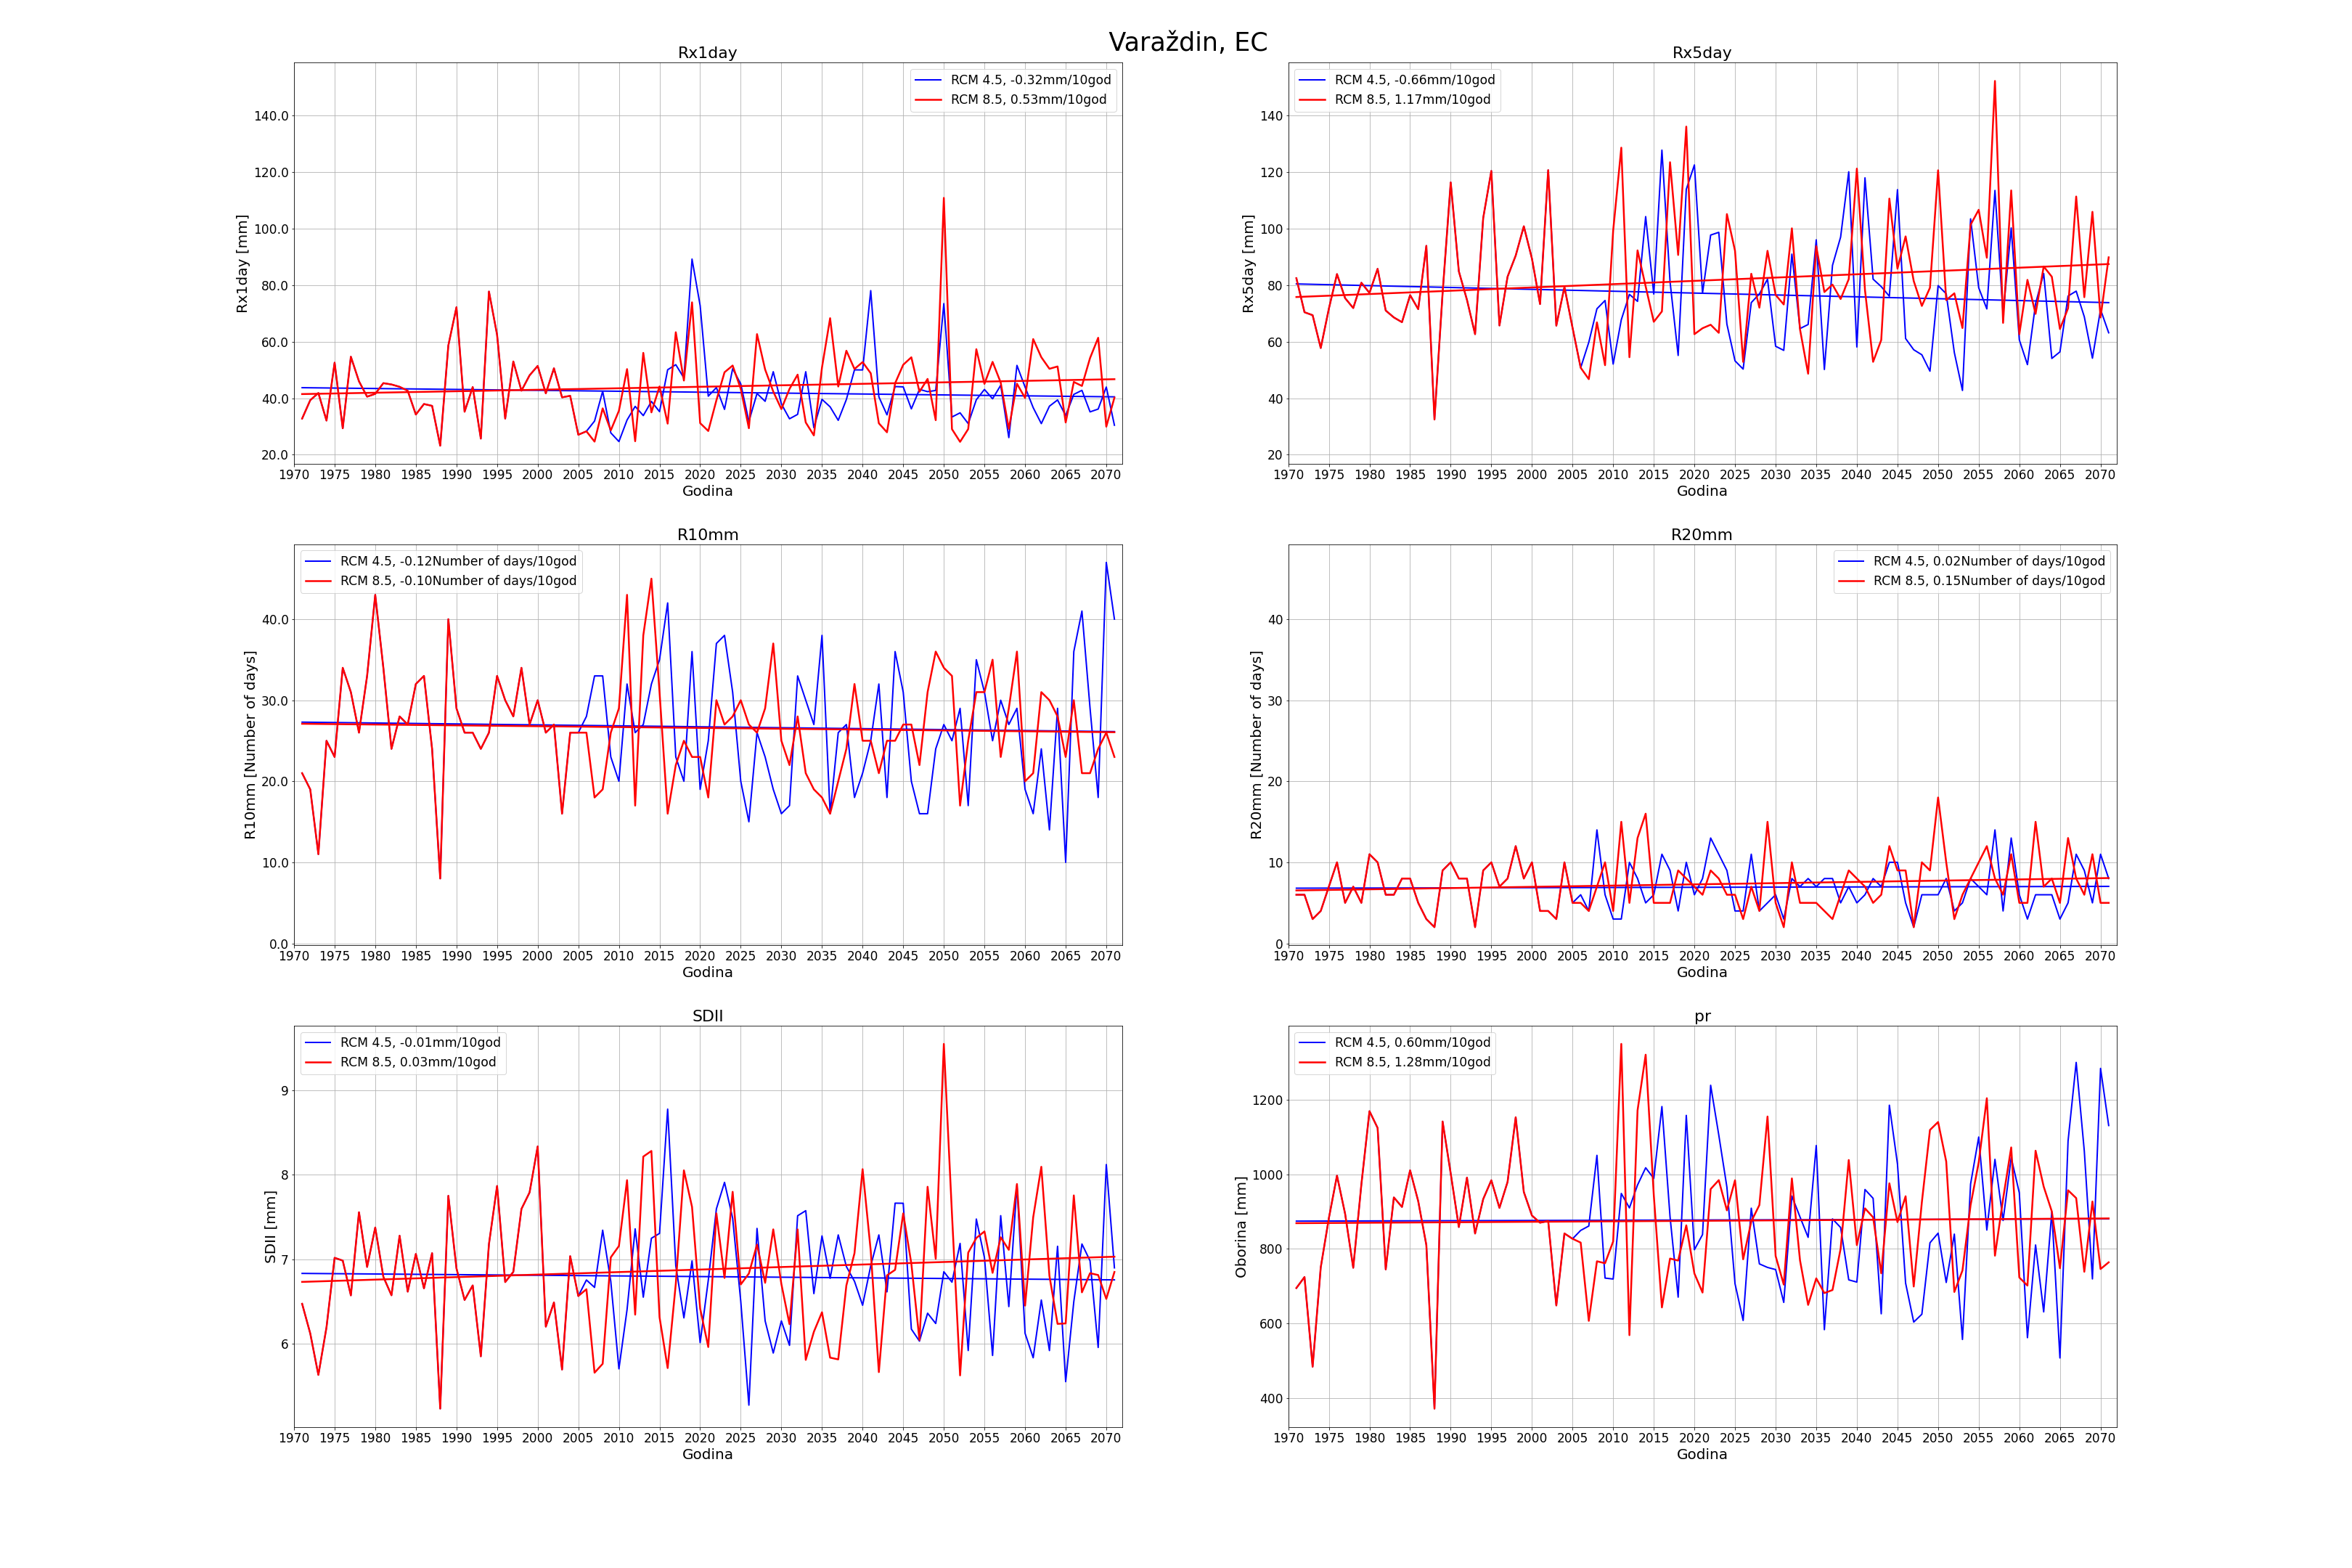 Varaždin, EC
Rx1day
RCM 4.5, -0.32mm/10god
RCM 8.5, 0.53mm/10god
Rx1day [mm]
140.0
120.0
100.0
80.0
60.0
40.0
20.0
1970 1975 1980 1985 1990 1995 2000 2005 2010 2015 2020 2025 2030 2035 2040 2045 2050 2055 2060 2065 2070
Godina
Rx5day
RCM 4.5, -0.66mm/10god
RCM 8.5, 1.17mm/10god
Rx5day [mm]
140
120
100
80
60
40
20
1970 1975 1980 1985 1990 1995 2000 2005 2010 2015 2020 2025 2030 2035 2040 2045 2050 2055 2060 2065 2070
Godina
R10mm
RCM 4.5, -0.12Number of days/10god
RCM 8.5, -0.10Number of days/10god
R10mm [Number of days]
40.0
30.0
20.0
10.0
0.0
1970 1975 1980 1985 1990 1995 2000 2005 2010 2015 2020 2025 2030 2035 2040 2045 2050 2055 2060 2065 2070
Godina
R20mm
RCM 4.5, 0.02Number of days/10god
RCM 8.5, 0.15Number of days/10god
R20mm [Number of days]
40
30
20
10
0
1970 1975 1980 1985 1990 1995 2000 2005 2010 2015 2020 2025 2030 2035 2040 2045 2050 2055 2060 2065 2070
Godina
SDII
RCM 4.5, -0.01mm/10god
RCM 8.5, 0.03mm/10god
SDII [mm]
9
8
7
6
1970 1975 1980 1985 1990 1995 2000 2005 2010 2015 2020 2025 2030 2035 2040 2045 2050 2055 2060 2065 2070
Godina
pr
RCM 4.5, 0.60mm/10god
RCM 8.5, 1.28mm/10god
Oborina [mm]
1200
1000
800
600
400
1970 1975 1980 1985 1990 1995 2000 2005 2010 2015 2020 2025 2030 2035 2040 2045 2050 2055 2060 2065 2070
Godina